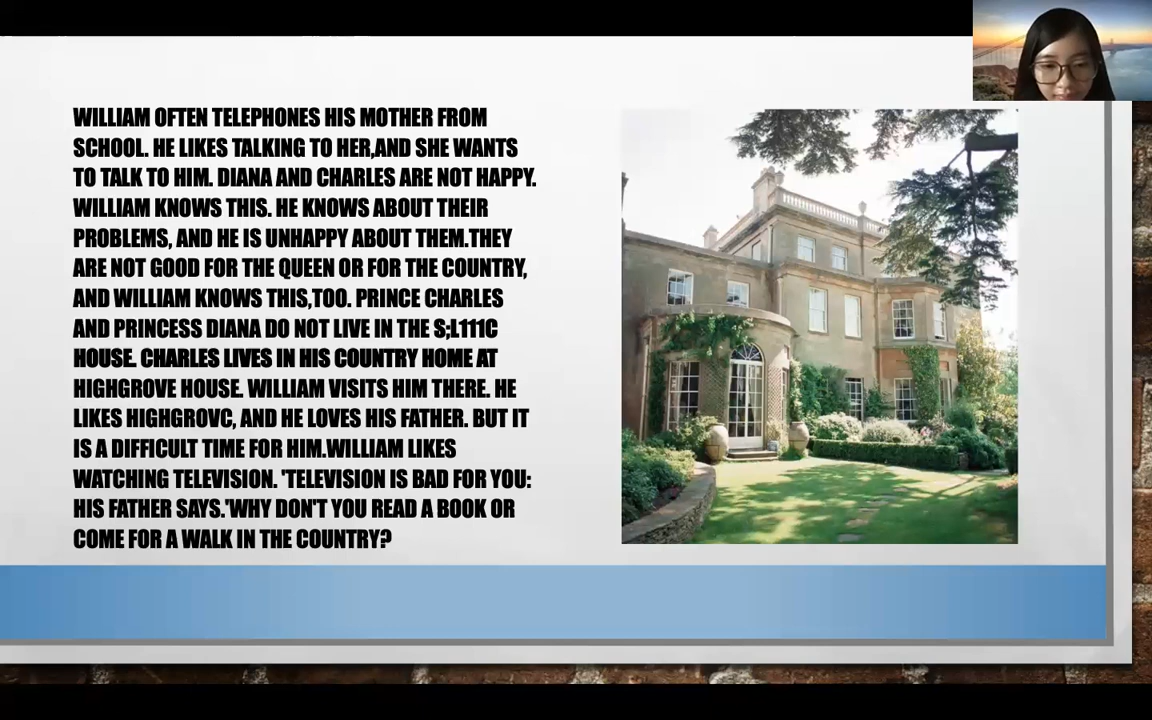 WILLIAM OFTEN TELEPHONES HIS MOTHER FROM
SCHOOL. HE LIKES TALKING TO HER,AND SHE WANTS
TO TALK TO HIM. DIANA AND CHARLES ARE NOT HAPPY.
WILLIAM KNOWS THIS. HE KNOWS ABOUT THEIR
PROBLEMS, AND HE IS UNHAPPY ABOUT THEM.THEY
ARE NOT GOOD FOR THE QUEEN OR FOR THE COUNTRY,
AND WILLIAM KNOWS THIS,TOO. PRINCE CHARLES
AND PRINCESS DIANA DO NOT LIVE IN THE S;L111C
HOUSE. CHARLES LIVES IN HIS COUNTRY HOME AT
HIGHGROVE HOUSE. WILLIAM VISITS HIM THERE. HE
LIKES HIGHGROVC, AND HE LOVES HIS FATHER. BUT IT
IS A DIFFICULT TIME FOR HIM.WILLIAM LIKES
WATCHING TELEVISION. 'TELEVISION IS BAD FOR YOU:
HIS FATHER SAYS.'WHY DON'T YOU READ A BOOK OR
COME FOR A WALK IN THE COUNTRY?